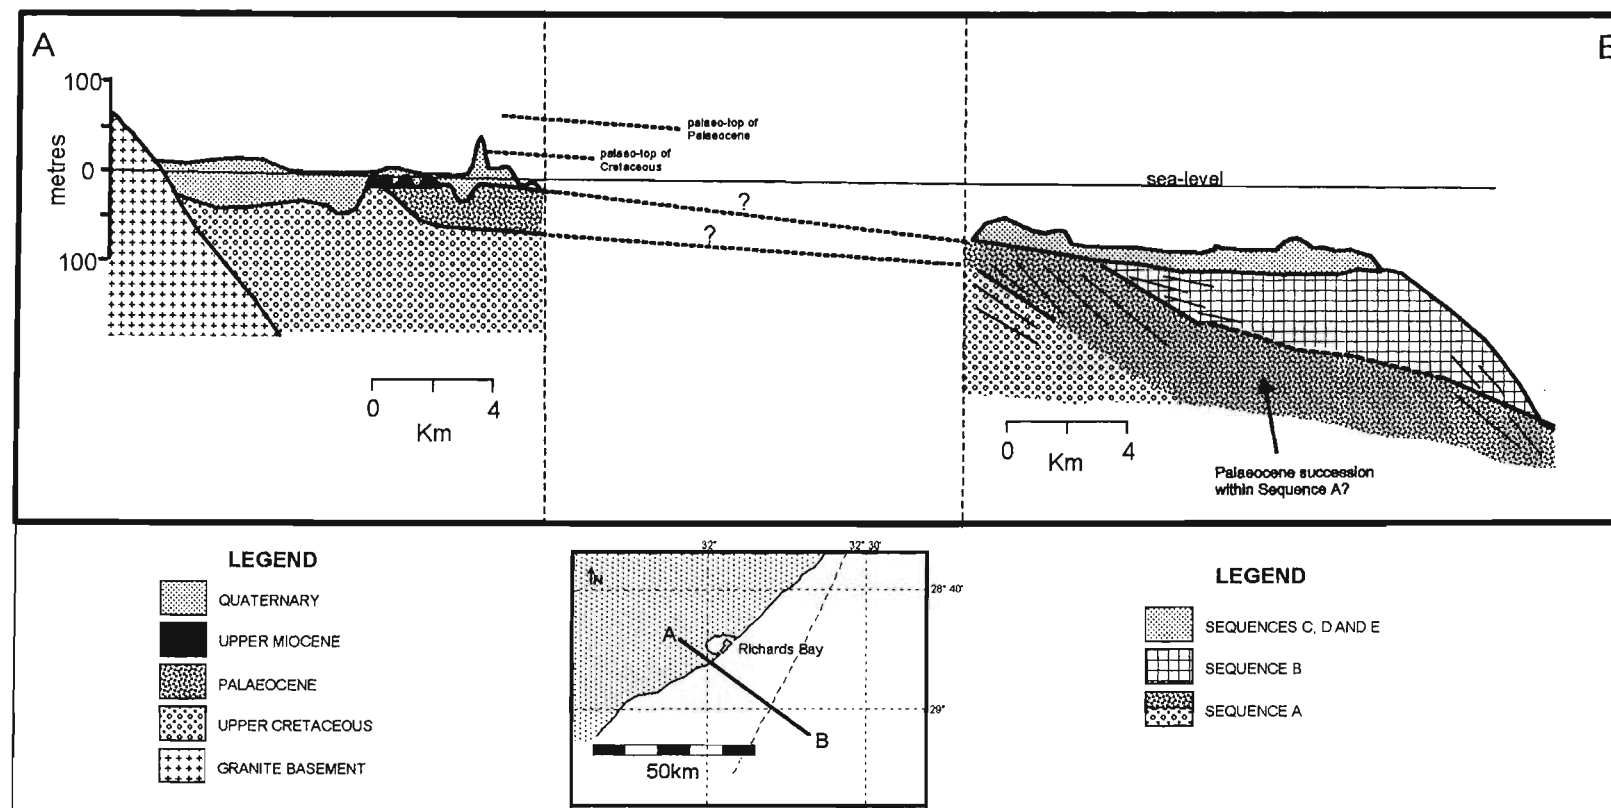 A
B
100
0
100
metres
palaeo-top of
Palaeocene
palaeo-top of
Cretaceous
sea-level
?
?
0
4
Km
0
4
Km
Palaeocene succession
within Sequence A?
LEGEND
QUATERNARY
UPPER MIOCENE
PALAEOCENE
UPPER CRETACEOUS
GRANITE BASEMENT
32°
32° 30'
N
28° 40'
A
Richards Bay
29°
B
50km
LEGEND
SEQUENCES C, D AND E
SEQUENCE B
SEQUENCE A